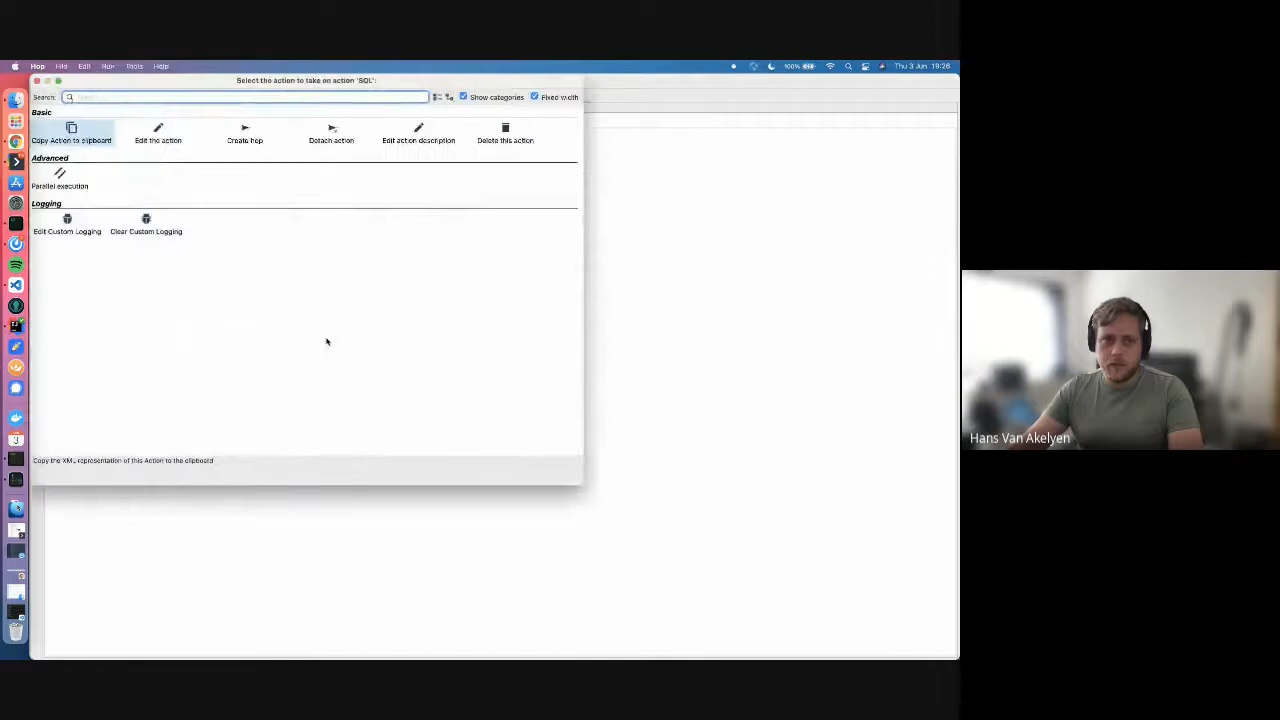 Hop File Edit Run Tools Help 100% Thu 3 Jun 19:26
Select the action to take on action 'SQL':
Search: Show categories Fixed width
Basic
Copy Action to clipboard Edit the action Create hop Detach action Edit action description Delete this action
Advanced
Parallel execution
Logging
Edit Custom Logging Clear Custom Logging
Hans Van Akelyen
Copy the XML representation of this Action to the clipboard